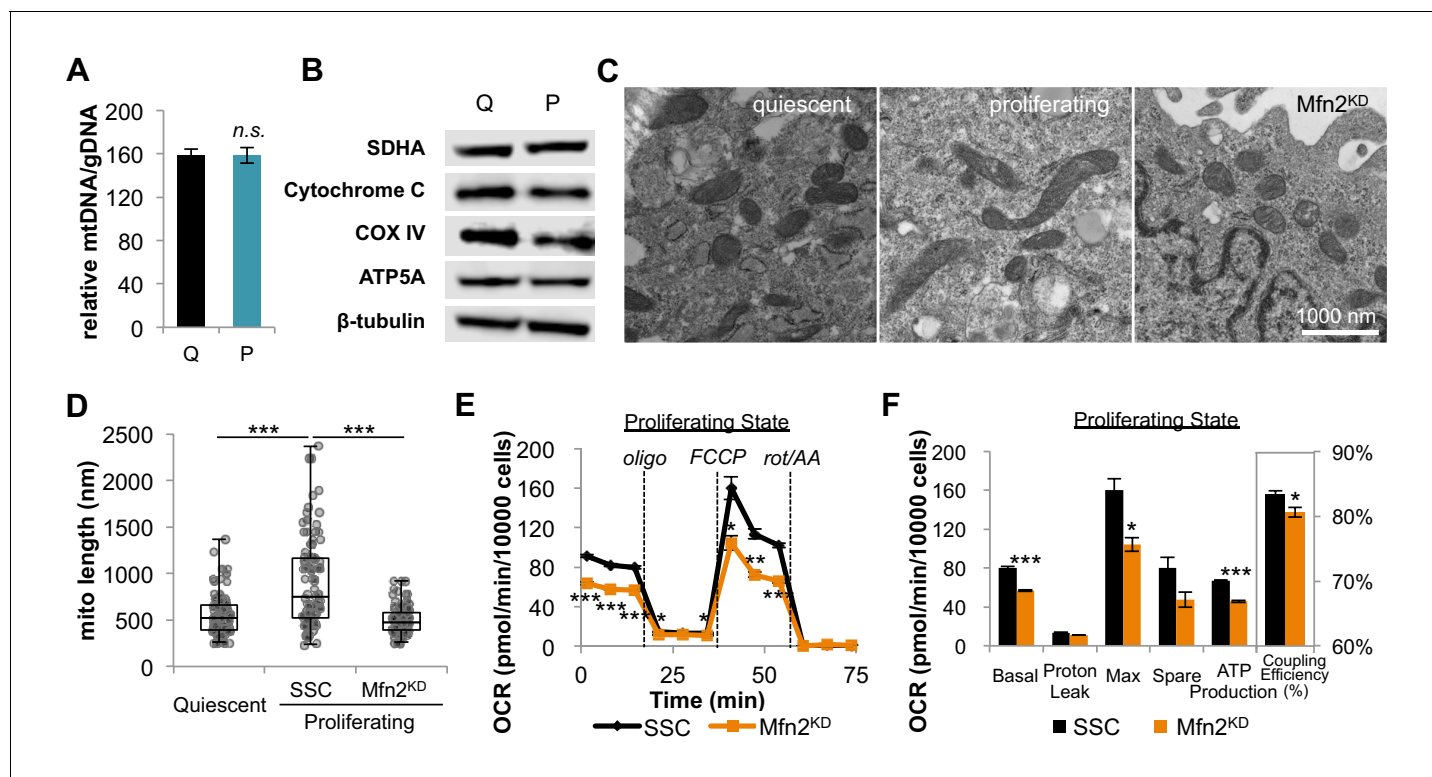 A
relative mtDNA/gDNA
200
160
120
80
40
0
n.s.
Q
P
B
Q
P
SDHA
Cytochrome C
COX IV
ATP5A
β-tubulin
C
quiescent
proliferating
Mfn2KD
1000 nm
D
mito length (nm)
2500
2000
1500
1000
500
0
***
***
Quiescent
SSC
Mfn2KD
Proliferating
E
Proliferating State
OCR (pmol/min/10000 cells)
200
160
120
80
40
0
oligo
FCCP
rot/AA
***
***
***
*
*
*
**
***
0
25
50
75
Time (min)
SSC
Mfn2KD
F
Proliferating State
OCR (pmol/min/10000 cells)
200
160
120
80
40
0
90%
80%
70%
60%
***
*
***
*
Basal
Proton
Leak
Max
Spare
ATP
Production
Coupling
Efficiency
(%)
SSC
Mfn2KD